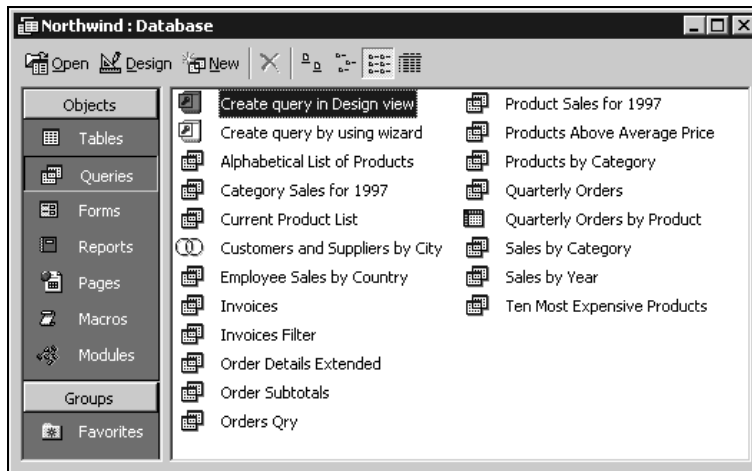 Northwind : Database
Open Design New
Objects
Tables
Queries
Forms
Reports
Pages
Macros
Modules
Groups
Favorites
Create query in Design view
Create query by using wizard
Alphabetical List of Products
Category Sales for 1997
Current Product List
Customers and Suppliers by City
Employee Sales by Country
Invoices
Invoices Filter
Order Details Extended
Order Subtotals
Orders Qry
Product Sales for 1997
Products Above Average Price
Products by Category
Quarterly Orders
Quarterly Orders by Product
Sales by Category
Sales by Year
Ten Most Expensive Products